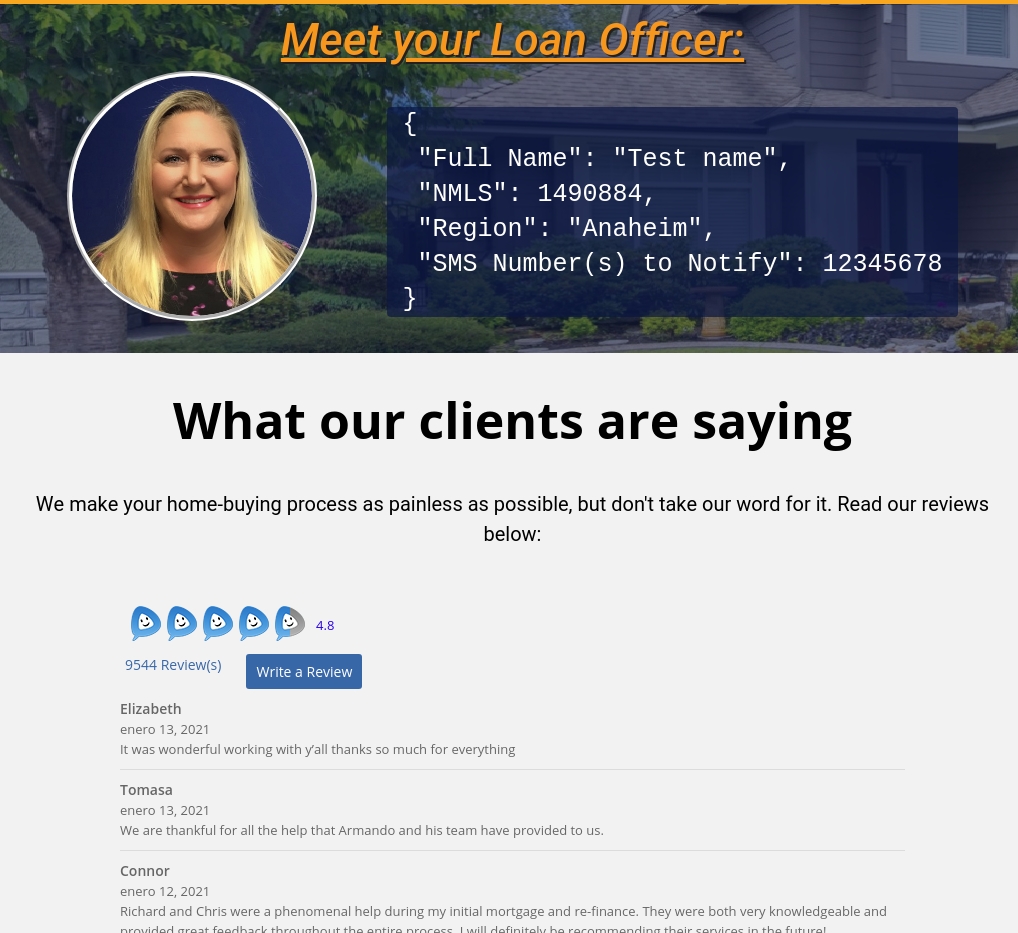 Meet your Loan Officer:
{
"Full Name": "Test name",
"NMLS": 1490884,
"Region": "Anaheim",
"SMS Number(s) to Notify": 12345678
}
What our clients are saying
We make your home-buying process as painless as possible, but don't take our word for it. Read our reviews
below:
4.8
9544 Review(s)
Write a Review
Elizabeth
enero 13, 2021
It was wonderful working with y’all thanks so much for everything
Tomasa
enero 13, 2021
We are thankful for all the help that Armando and his team have provided to us.
Connor
enero 12, 2021
Richard and Chris were a phenomenal help during my initial mortgage and re-finance. They were both very knowledgeable and
provided great feedback throughout the entire process. I will definitely be recommending their services in the future!